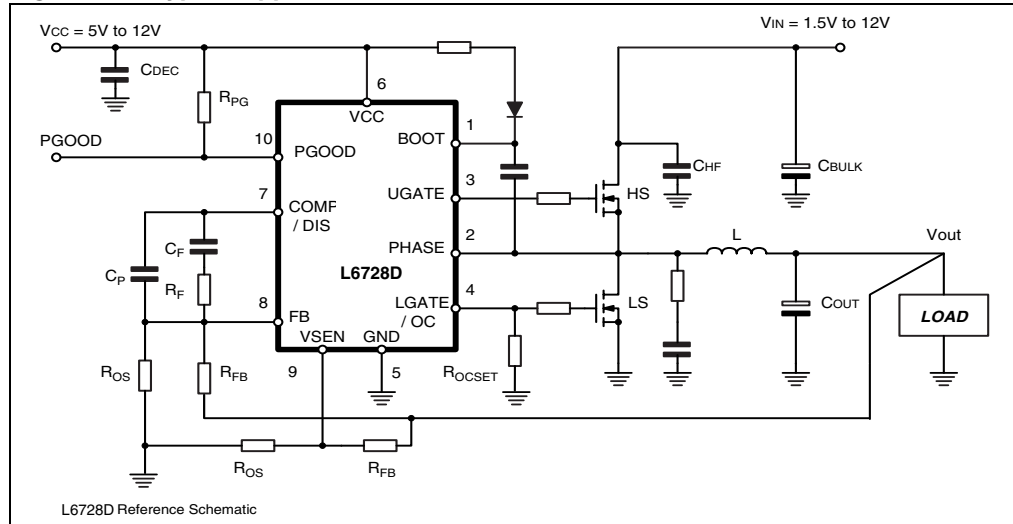 VCC = 5V to 12V
VIN = 1.5V to 12V
CDEC
6
RPG
VCC
1
BOOT
PGOOD
10
PGOOD
CHF
CBULK
3
UGATE
HS
7
COMP
/ DIS
2
PHASE
L
Vout
CF
CP
L6728D
RF
4
LGATE
/ OC
LS
COUT
LOAD
8
FB
VSEN
GND
ROS
RFB
9
5
ROCSET
ROS
RFB
L6728D Reference Schematic